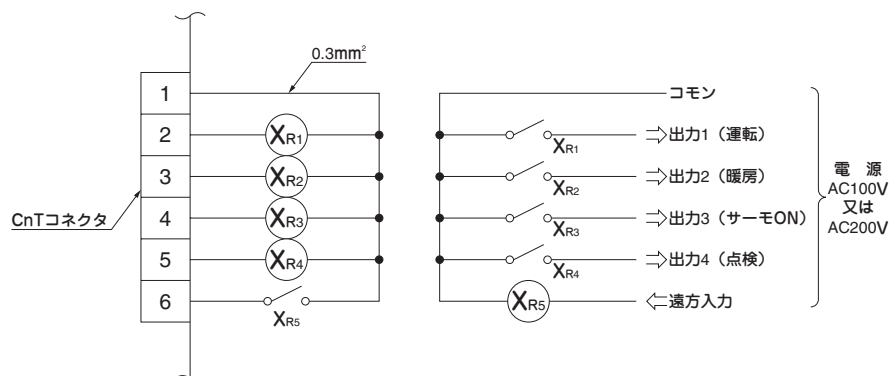 0.3mm²
CnTコネクタ
1
2
3
4
5
6
XR1
XR2
XR3
XR4
XR5
コモン
XR1
⇨出力1(運転)
XR2
⇨出力2(暖房)
XR3
⇨出力3(サーモON)
XR4
⇨出力4(点検)
XR5
⇦遠方入力
電 源
AC100V
又は
AC200V